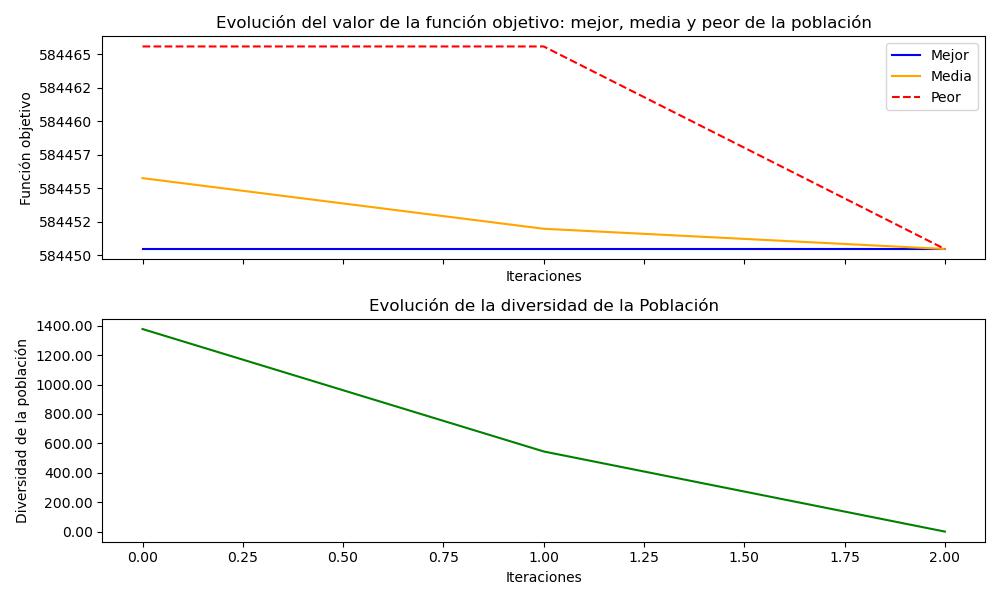 Evolución del valor de la función objetivo: mejor, media y peor de la población
Función objetivo
584465
584462
584460
584457
584455
584452
584450
Mejor
Media
Peor
Iteraciones
Evolución de la diversidad de la Población
Diversidad de la población
1400.00
1200.00
1000.00
800.00
600.00
400.00
200.00
0.00
0.00 0.25 0.50 0.75 1.00 1.25 1.50 1.75 2.00
Iteraciones